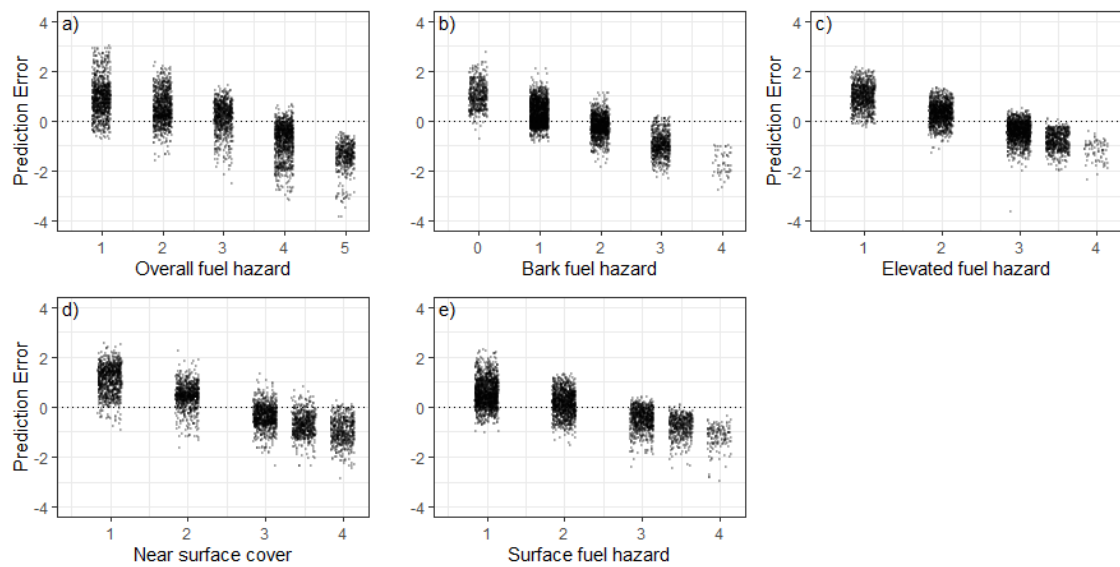 a)
Prediction Error
4
2
0
-2
-4
1 2 3 4 5
Overall fuel hazard
b)
4
2
0
-2
-4
0 1 2 3 4
Bark fuel hazard
c)
Prediction Error
4
2
0
-2
-4
1 2 3 4
Elevated fuel hazard
d)
Prediction Error
4
2
0
-2
-4
1 2 3 4
Near surface cover
e)
4
2
0
-2
-4
1 2 3 4
Surface fuel hazard